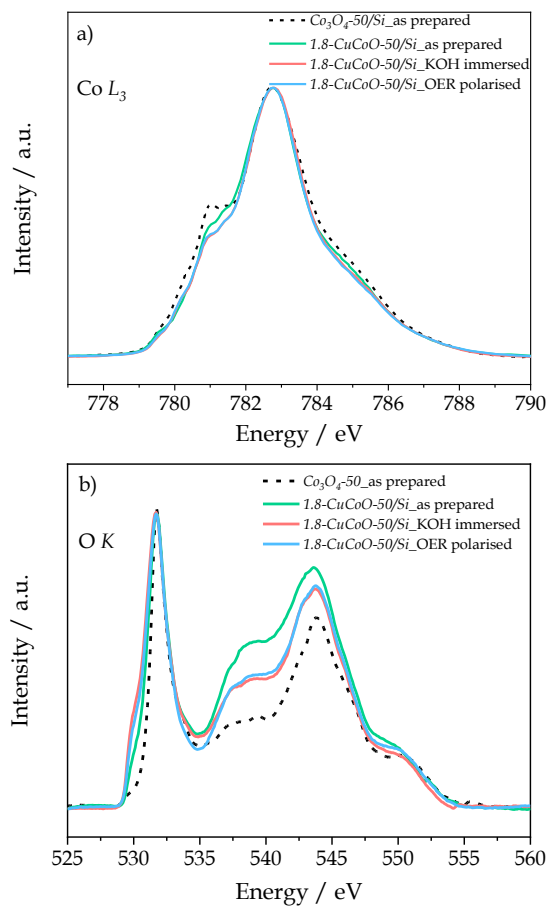 a)
Co₃O₄-50/Si_as prepared
1.8-CuCoO-50/Si_as prepared
1.8-CuCoO-50/Si_KOH immersed
1.8-CuCoO-50/Si_OER polarised
Co L₃
Intensity / a.u.
778 780 782 784 786 788 790
Energy / eV
b)
Co₃O₄-50_as prepared
1.8-CuCoO-50/Si_as prepared
1.8-CuCoO-50/Si_KOH immersed
1.8-CuCoO-50/Si_OER polarised
O K
Intensity / a.u.
525 530 535 540 545 550 555 560
Energy / eV